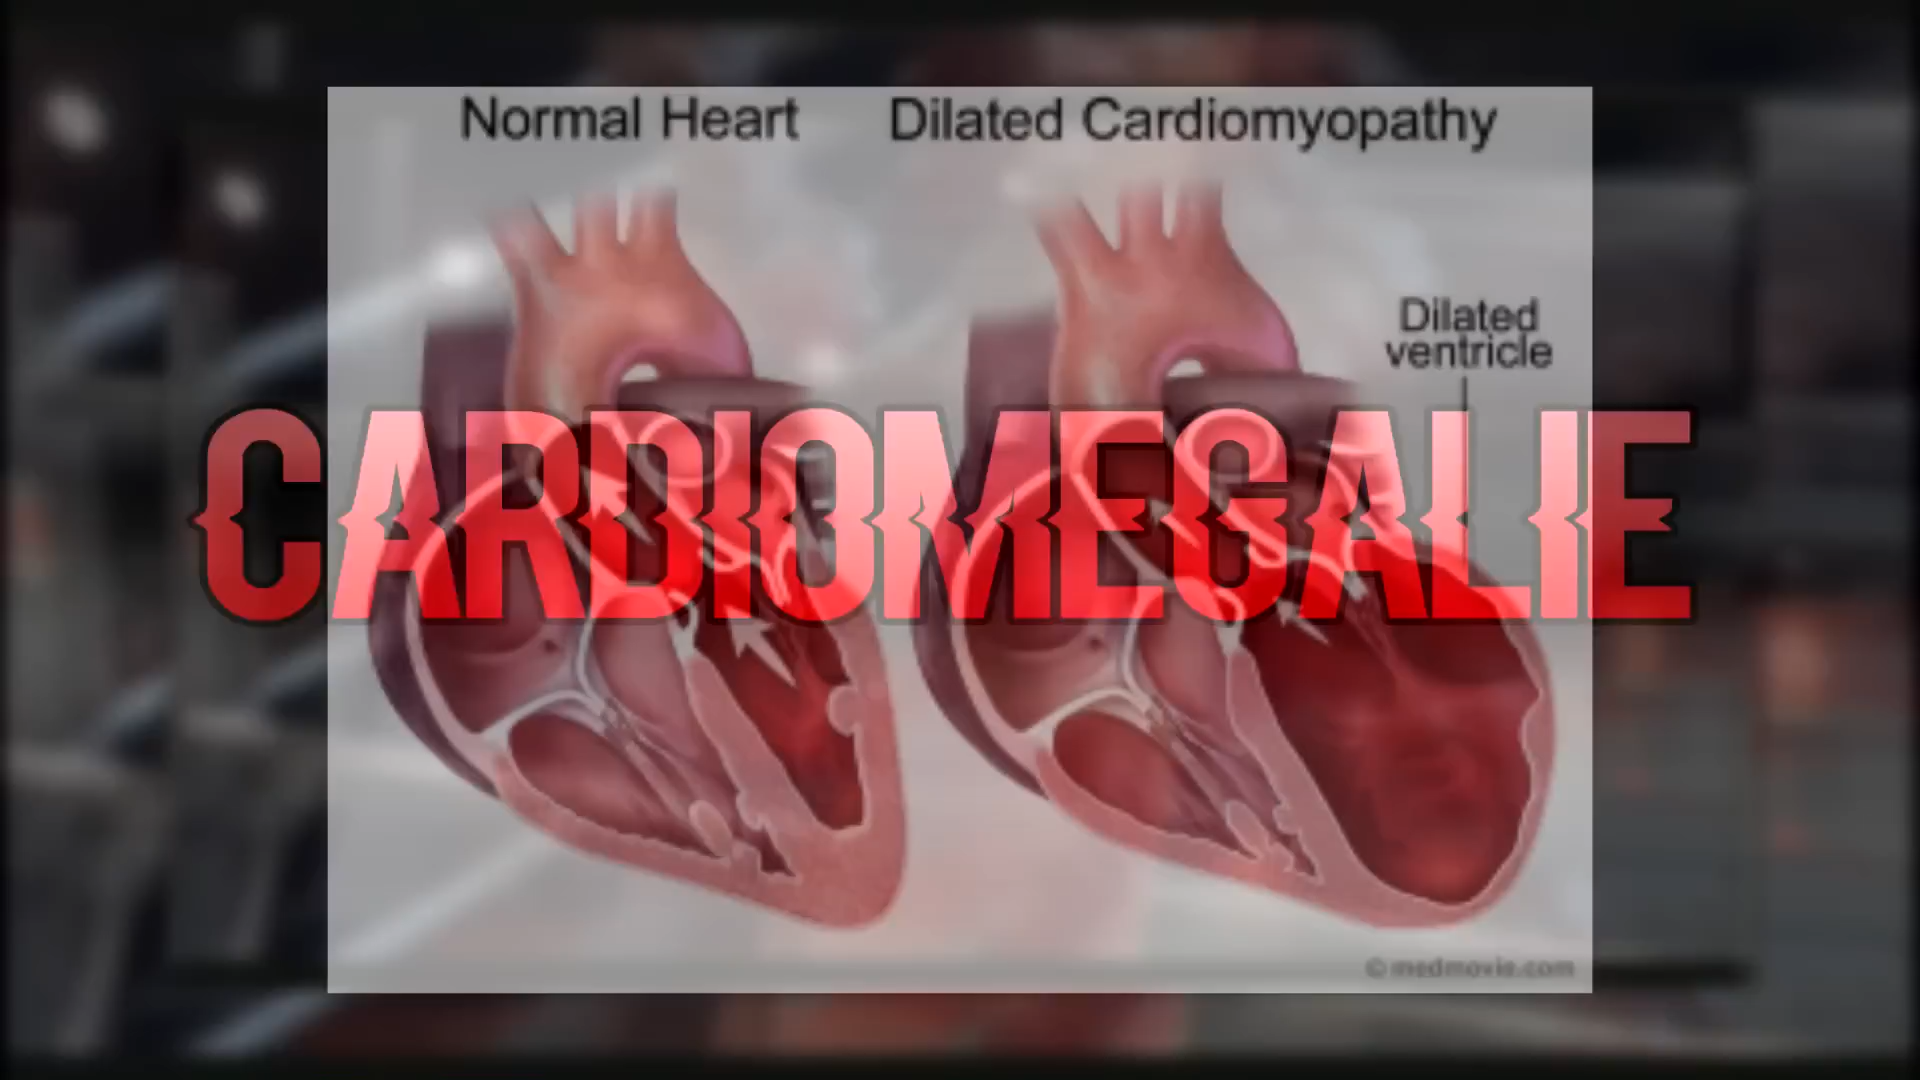 Normal Heart
Dilated Cardiomyopathy
Dilated
ventricle
CARDIOMEGALIE
© medmovie.com